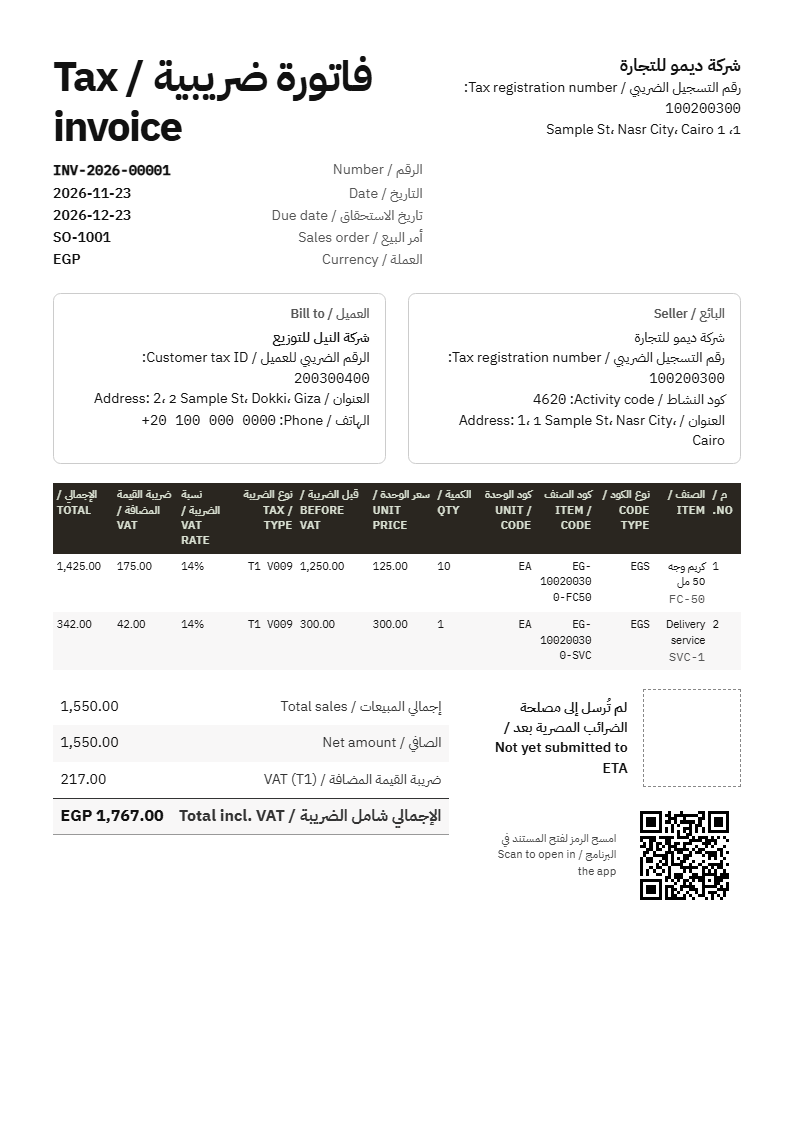 شركة ديمو للتجارة
رقم التسجيل الضريبي / Tax registration number:
100200300
1، 1 Sample St، Nasr City، Cairo
فاتورة ضريبية / Tax
invoice
الرقم / Number INV-2026-00001
التاريخ / Date 2026-11-23
تاريخ الاستحقاق / Due date 2026-12-23
أمر البيع / Sales order SO-1001
العملة / Currency EGP
البائع / Seller
شركة ديمو للتجارة
رقم التسجيل الضريبي / Tax registration number:
100200300
كود النشاط / Activity code: 4620
العنوان / Address: 1، 1 Sample St، Nasr City،
Cairo
العميل / Bill to
شركة النيل للتوزيع
الرقم الضريبي للعميل / Customer tax ID:
200300400
العنوان / Address: 2، 2 Sample St، Dokki، Giza
الهاتف / Phone: +20 100 000 0000
م / NO. الصنف / ITEM نوع الكود / CODE TYPE كود الصنف / ITEM CODE كود الوحدة / UNIT CODE الكمية / QTY سعر الوحدة / UNIT PRICE قبل الضريبة / BEFORE VAT نوع الضريبة / TAX TYPE نسبة الضريبة / VAT RATE ضريبة القيمة المضافة / VAT الإجمالي / TOTAL
1 كريم وجه 50 مل FC-50 EGS EG-100200300-FC50 EA 10 125.00 1,250.00 T1 V009 14% 175.00 1,425.00
2 Delivery service SVC-1 EGS EG-100200300-SVC EA 1 300.00 300.00 T1 V009 14% 42.00 342.00
لم تُرسل إلى مصلحة
الضرائب المصرية بعد /
Not yet submitted to
ETA
امسح الرمز لفتح المستند في
البرنامج / Scan to open in
the app
إجمالي المبيعات / Total sales 1,550.00
الصافي / Net amount 1,550.00
ضريبة القيمة المضافة / VAT (T1) 217.00
الإجمالي شامل الضريبة / Total incl. VAT EGP 1,767.00